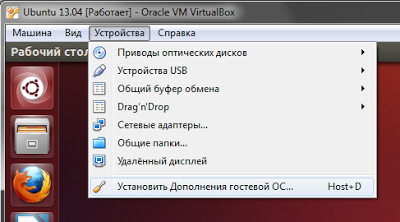 Ubuntu 13.04 [Работает] - Oracle VM VirtualBox
Машина Вид Устройства Справка
Рабочий стол
Приводы оптических дисков
Устройства USB
Общий буфер обмена
Drag'n'Drop
Сетевые адаптеры...
Общие папки...
Удалённый дисплей
Установить Дополнения гостевой ОС... Host+D